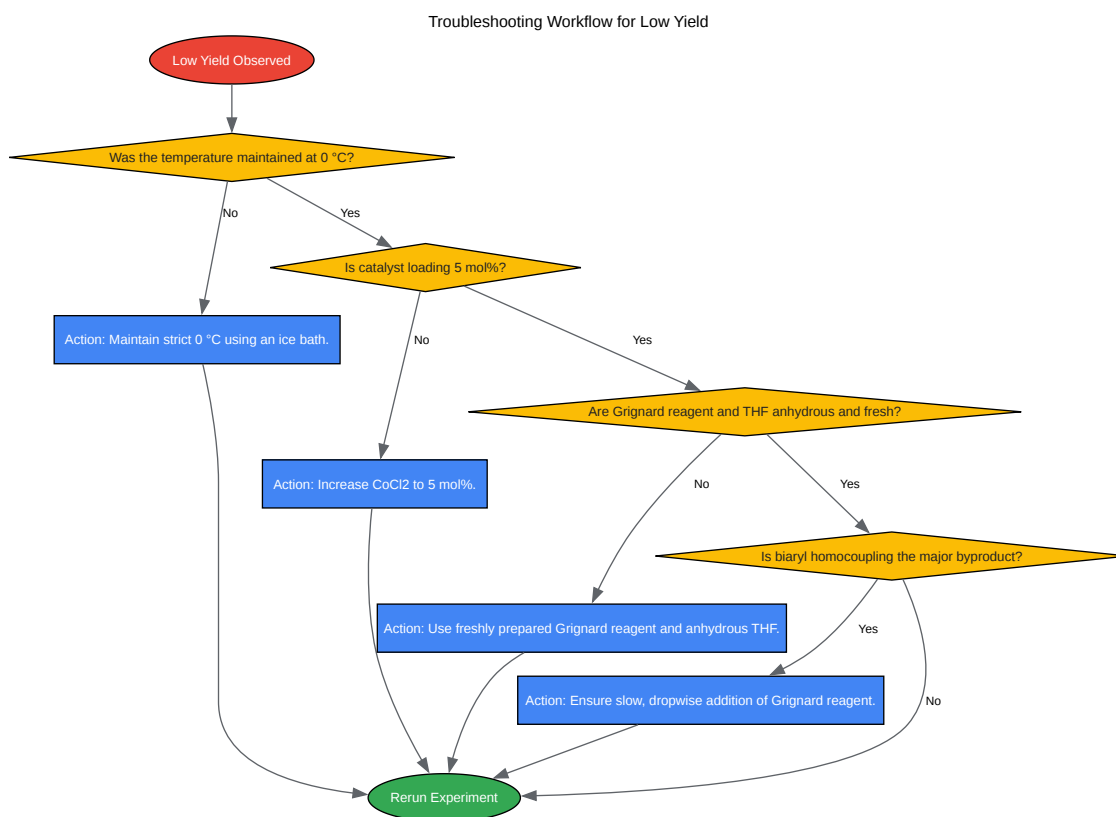 Troubleshooting Workflow for Low Yield
Low Yield Observed
Was the temperature maintained at 0 °C?
No
Yes
Is catalyst loading 5 mol%?
Action: Maintain strict 0 °C using an ice bath.
No
Yes
Are Grignard reagent and THF anhydrous and fresh?
Action: Increase CoCl2 to 5 mol%.
No
Yes
Is biaryl homocoupling the major byproduct?
Action: Use freshly prepared Grignard reagent and anhydrous THF.
Yes
Action: Ensure slow, dropwise addition of Grignard reagent.
No
Rerun Experiment